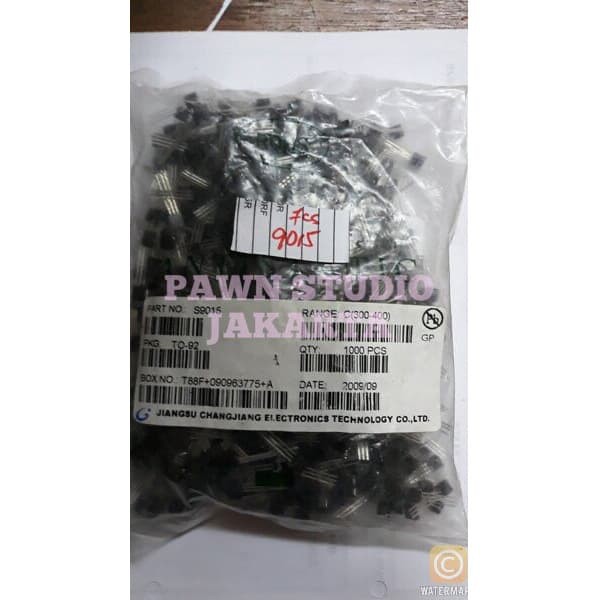 7cs
9015
PAWN STUDIO
JAKARTA
PART NO.: S9015
RANGE: C(300-400)
PKG: TO-92
QTY: 1000 PCS
Pb
GP
BOX NO.: T88F+090963775+A
DATE: 2009/09
JIANGSU CHANGJIANG ELECTRONICS TECHNOLOGY CO.,LTD.
©